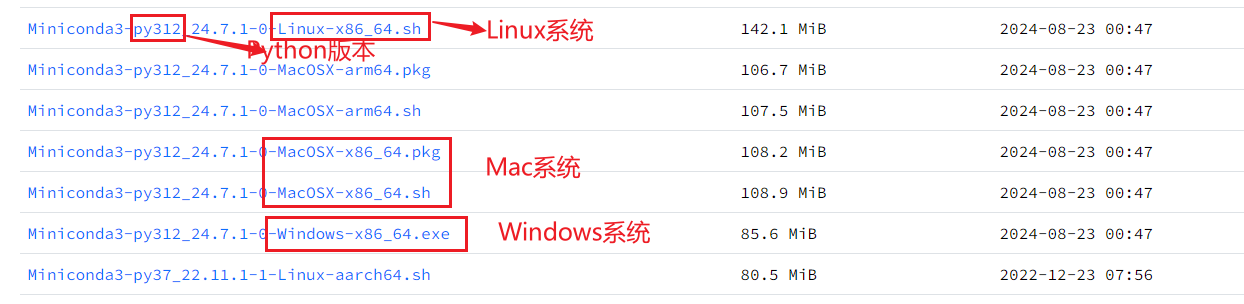 Miniconda3-py312_24.7.1-0-Linux-x86_64.sh 142.1 MiB 2024-08-23 00:47
Linux系统
Python版本
Miniconda3-py312_24.7.1-0-MacOSX-arm64.pkg 106.7 MiB 2024-08-23 00:47
Miniconda3-py312_24.7.1-0-MacOSX-arm64.sh 107.5 MiB 2024-08-23 00:47
Miniconda3-py312_24.7.1-0-MacOSX-x86_64.pkg 108.2 MiB 2024-08-23 00:47
Mac系统
Miniconda3-py312_24.7.1-0-MacOSX-x86_64.sh 108.9 MiB 2024-08-23 00:47
Miniconda3-py312_24.7.1-0-Windows-x86_64.exe 85.6 MiB 2024-08-23 00:47
Windows系统
Miniconda3-py37_22.11.1-1-Linux-aarch64.sh 80.5 MiB 2022-12-23 07:56